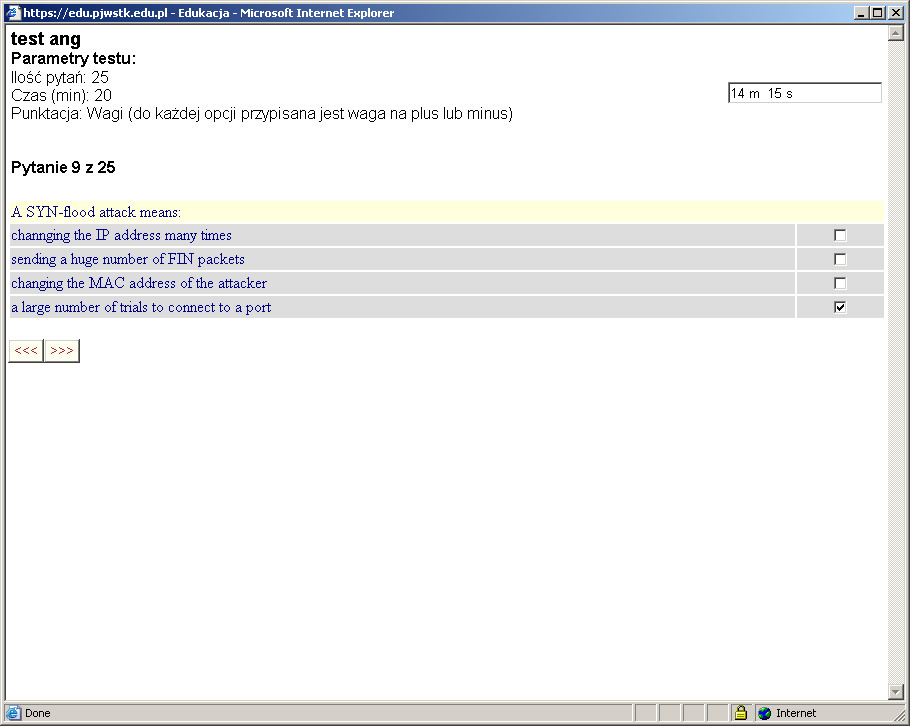 https://edu.pjwstk.edu.pl - Edukacja - Microsoft Internet Explorer
test ang
Parametry testu:
Ilość pytań: 25
Czas (min): 20
14 m 15 s
Punktacja: Wagi (do każdej opcji przypisana jest waga na plus lub minus)
Pytanie 9 z 25
A SYN-flood attack means:
channging the IP address many times
sending a huge number of FIN packets
changing the MAC address of the attacker
a large number of trials to connect to a port
<<< >>>
Done
Internet